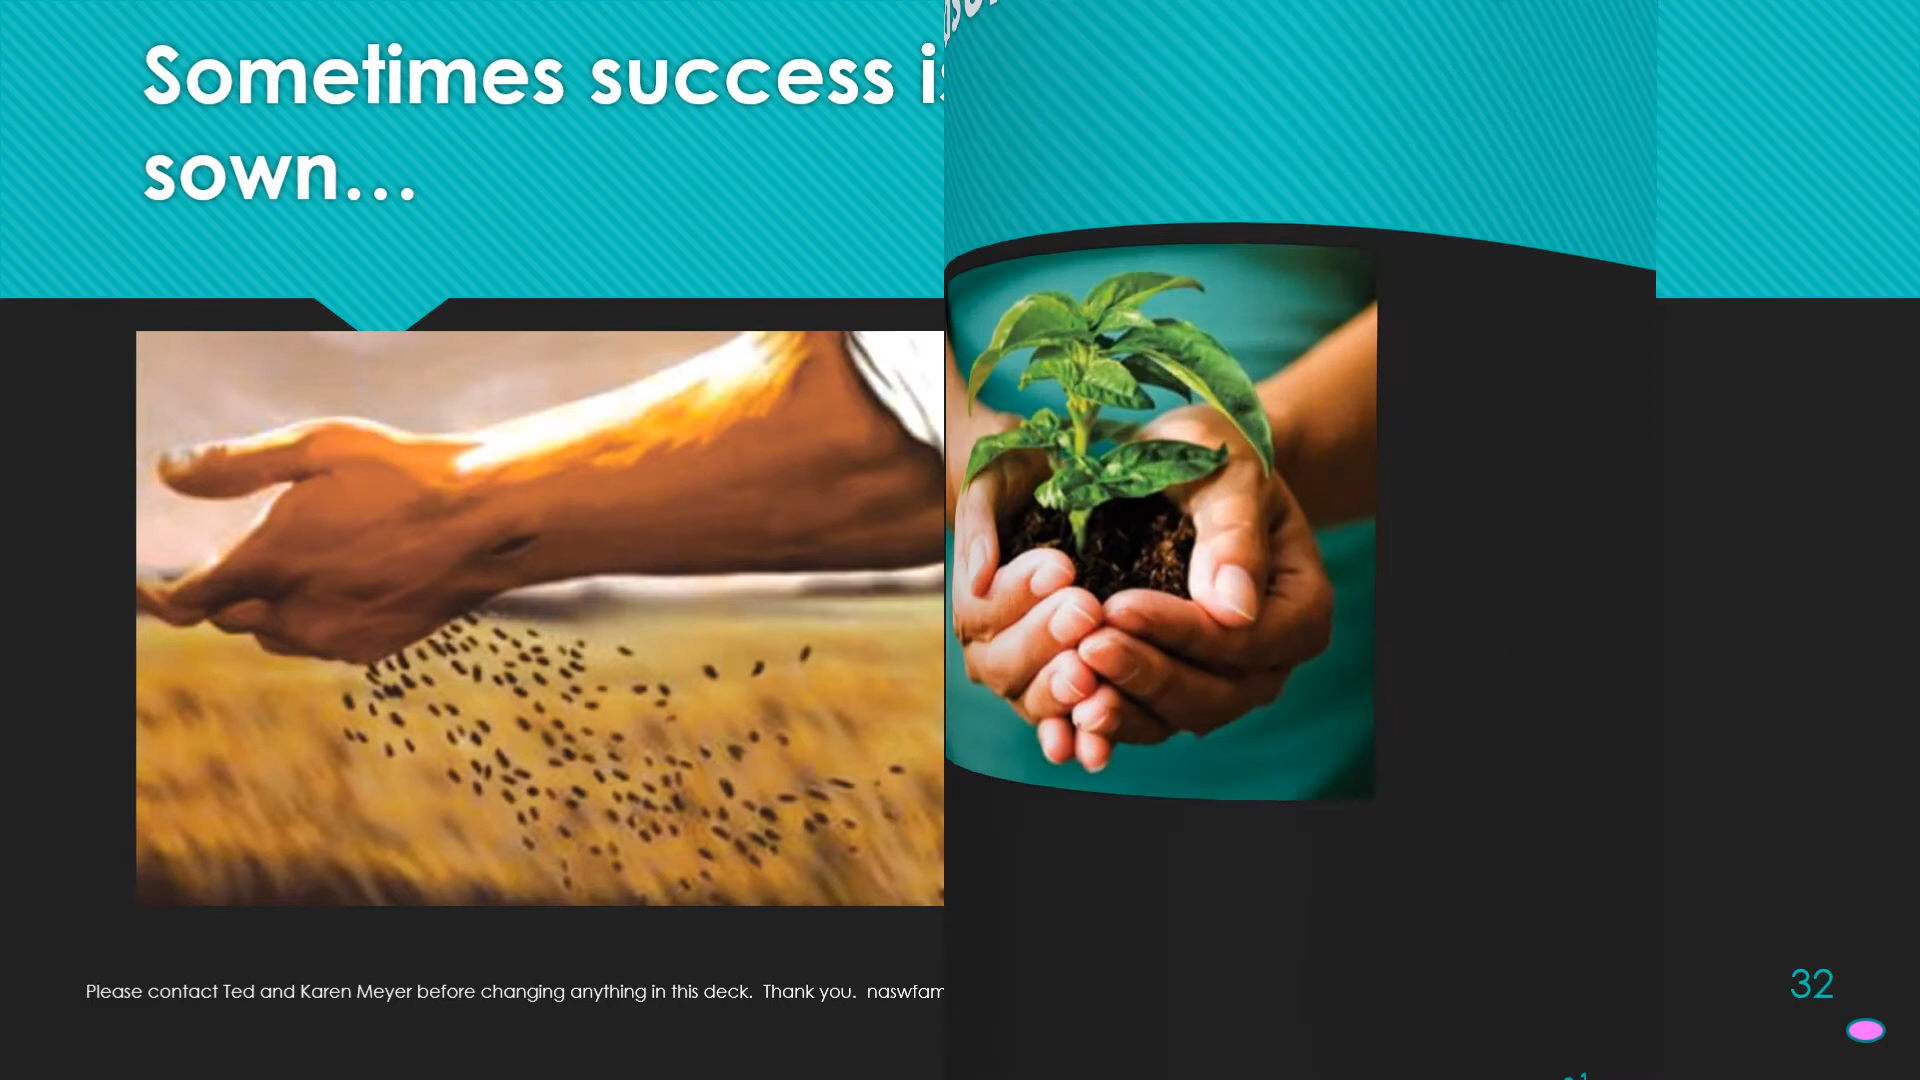 Sometimes success is
sown...
Please contact Ted and Karen Meyer before changing anything in this deck. Thank you. naswfam
32